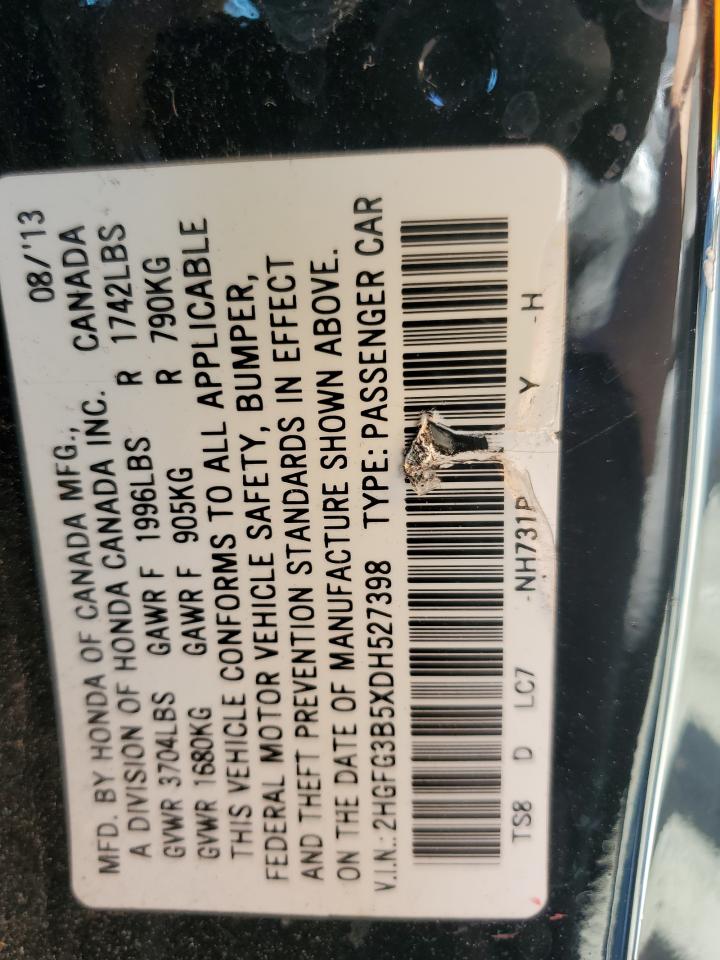 MFD. BY HONDA OF CANADA MFG., 08/'13
A DIVISION OF HONDA CANADA INC. CANADA
GVWR 3704LBS GAWR F 1996LBS R 1742LBS
GVWR 1680KG GAWR F 905KG R 790KG
THIS VEHICLE CONFORMS TO ALL APPLICABLE
FEDERAL MOTOR VEHICLE SAFETY, BUMPER,
AND THEFT PREVENTION STANDARDS IN EFFECT
ON THE DATE OF MANUFACTURE SHOWN ABOVE.
V.I.N.: 2HGFG3B5XDH527398 TYPE: PASSENGER CAR
TS8 D LC7 -NH731P Y -H